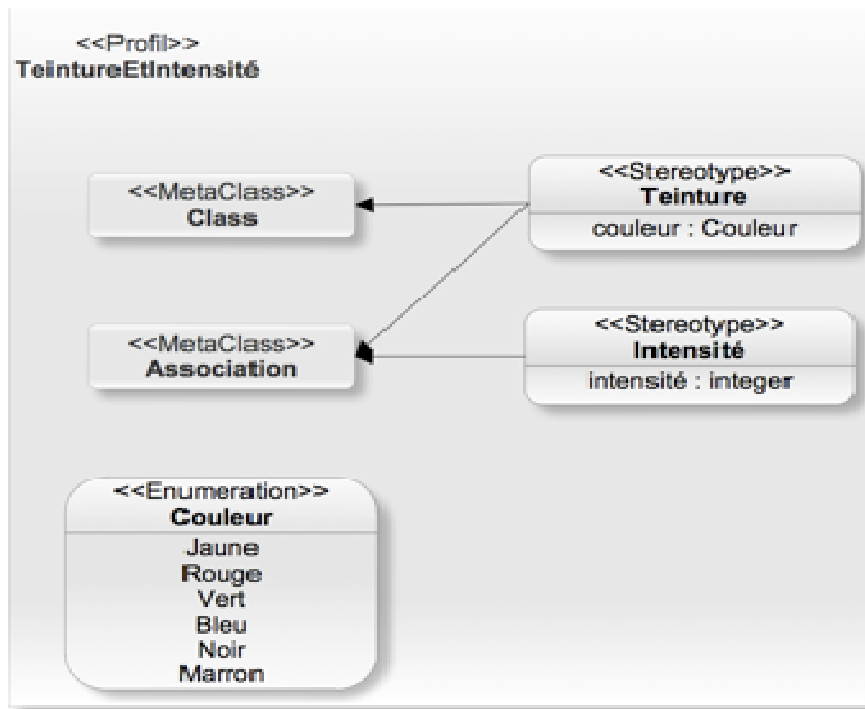 <<Profil>>
TeintureEtIntensité
<<MetaClass>>
Class
<<Stereotype>>
Teinture
couleur : Couleur
<<MetaClass>>
Association
<<Stereotype>>
Intensité
intensité : integer
<<Enumeration>>
Couleur
Jaune
Rouge
Vert
Bleu
Noir
Marron